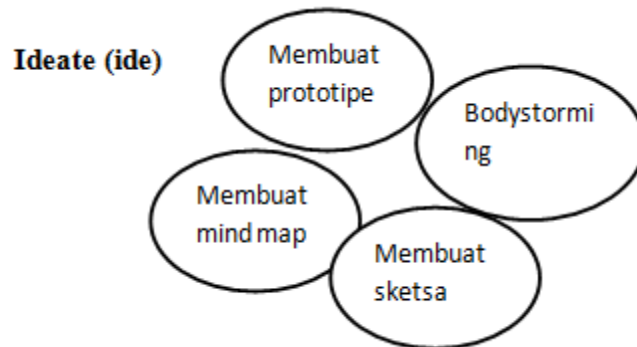 Ideate (ide)
Membuat
prototipe
Bodystormi
ng
Membuat
mind map
Membuat
sketsa